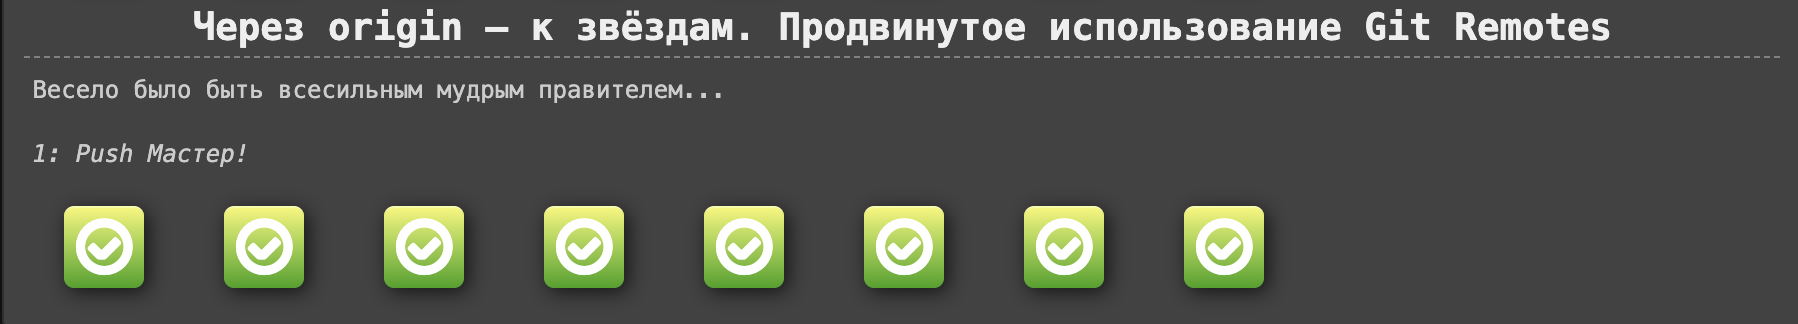 Через origin – к звёздам. Продвинутое использование Git Remotes
Весело было быть всесильным мудрым правителем...
1: Push Мастер!